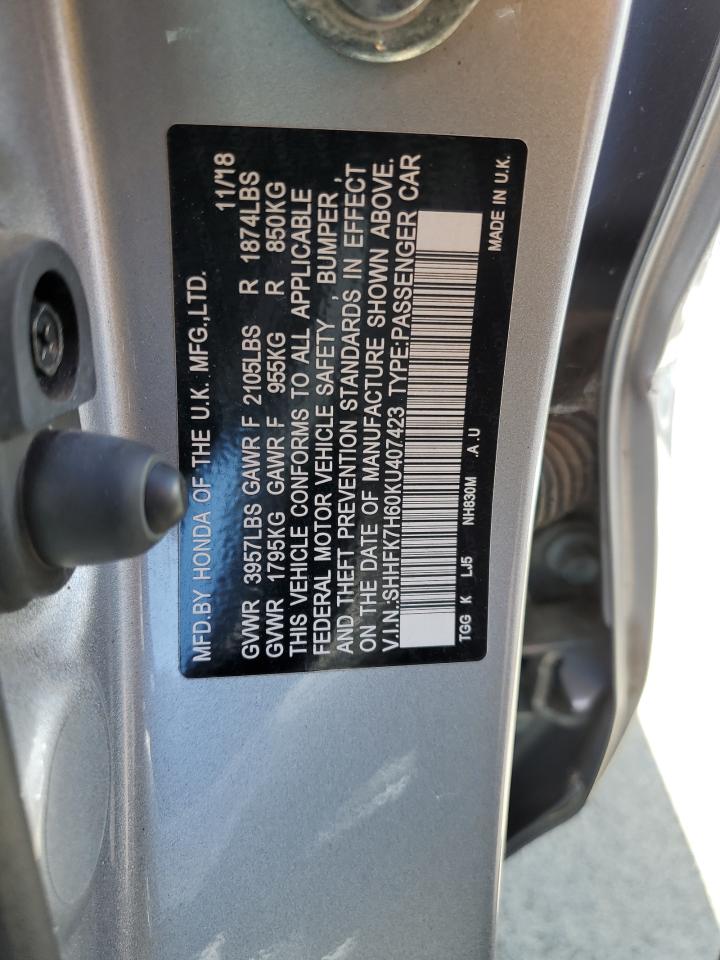 MFD.BY HONDA OF THE U.K. MFG.,LTD. 11/18
GVWR 3957LBS GAWR F 2105LBS R 1874LBS
GVWR 1795KG GAWR F 955KG R 850KG
THIS VEHICLE CONFORMS TO ALL APPLICABLE
FEDERAL MOTOR VEHICLE SAFETY , BUMPER ,
AND THEFT PREVENTION STANDARDS IN EFFECT
ON THE DATE OF MANUFACTURE SHOWN ABOVE.
V.I.N.:SHHFK7H60KU407423 TYPE:PASSENGER CAR
TGG K LJ5 NH830M .A.U MADE IN U.K.